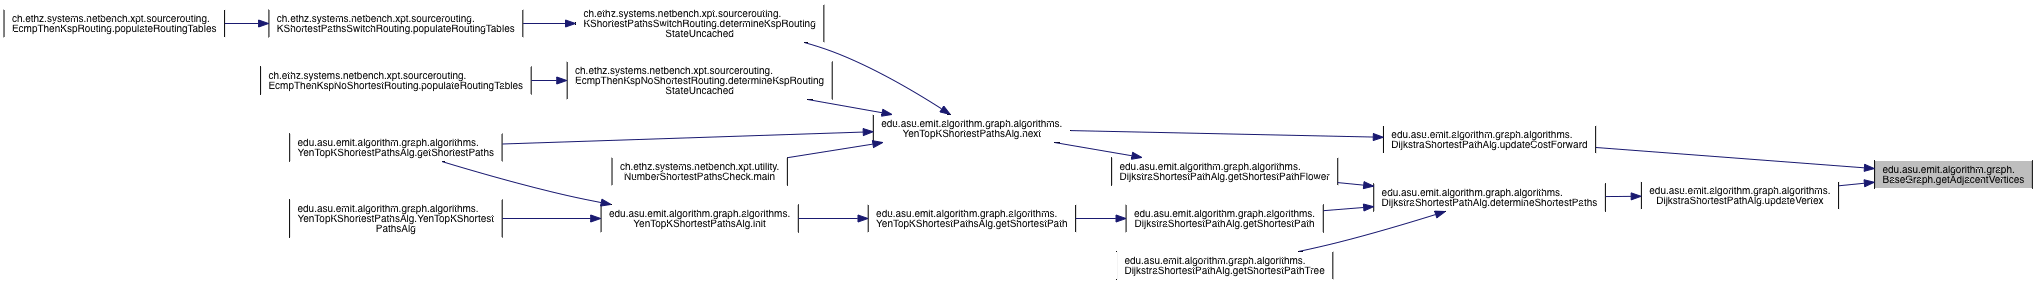 ch.ethz.systems.netbench.xpt.sourcerouting.
EcmpThenKspRouting.populateRoutingTables
ch.ethz.systems.netbench.xpt.sourcerouting.
KShortestPathsSwitchRouting.populateRoutingTables
ch.ethz.systems.netbench.xpt.sourcerouting.
KShortestPathsSwitchRouting.determineKspRouting
StateUncached
ch.ethz.systems.netbench.xpt.sourcerouting.
EcmpThenKspNoShortestRouting.populateRoutingTables
ch.ethz.systems.netbench.xpt.sourcerouting.
EcmpThenKspNoShortestRouting.determineKspRouting
StateUncached
edu.asu.emit.algorithm.graph.algorithms.
YenTopKShortestPathsAlg.getShortestPaths
ch.ethz.systems.netbench.xpt.utility.
NumberShortestPathsCheck.main
edu.asu.emit.algorithm.graph.algorithms.
YenTopKShortestPathsAlg.YenTopKShortest
PathsAlg
edu.asu.emit.algorithm.graph.algorithms.
YenTopKShortestPathsAlg.init
edu.asu.emit.algorithm.graph.algorithms.
YenTopKShortestPathsAlg.next
edu.asu.emit.algorithm.graph.algorithms.
YenTopKShortestPathsAlg.getShortestPath
edu.asu.emit.algorithm.graph.algorithms.
DijkstraShortestPathAlg.getShortestPathFlower
edu.asu.emit.algorithm.graph.algorithms.
DijkstraShortestPathAlg.getShortestPath
edu.asu.emit.algorithm.graph.algorithms.
DijkstraShortestPathAlg.getShortestPathTree
edu.asu.emit.algorithm.graph.algorithms.
DijkstraShortestPathAlg.updateCostForward
edu.asu.emit.algorithm.graph.algorithms.
DijkstraShortestPathAlg.determineShortestPaths
edu.asu.emit.algorithm.graph.algorithms.
DijkstraShortestPathAlg.updateVertex
edu.asu.emit.algorithm.graph.
BaseGraph.getAdjacentVertices